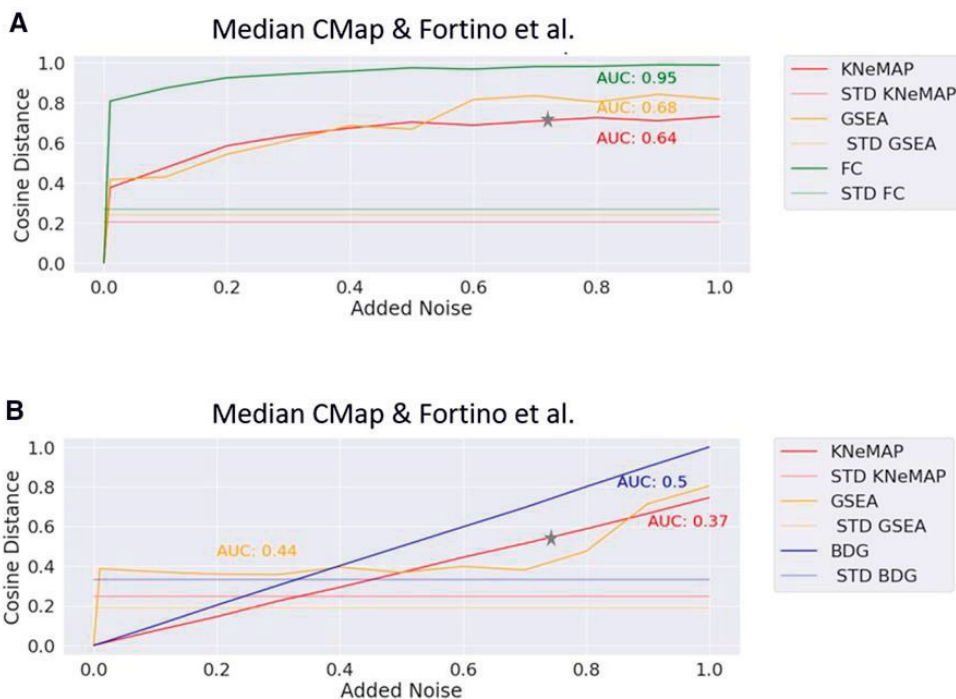 A
Median CMap & Fortino et al.
Cosine Distance
1.0
0.8
0.6
0.4
0.2
0.0
AUC: 0.95
AUC: 0.68
AUC: 0.64
0.0 0.2 0.4 0.6 0.8 1.0
Added Noise
KNeMAP
STD KNeMAP
GSEA
STD GSEA
FC
STD FC
B
Median CMap & Fortino et al.
Cosine Distance
1.0
0.8
0.6
0.4
0.2
0.0
AUC: 0.5
AUC: 0.37
AUC: 0.44
0.0 0.2 0.4 0.6 0.8 1.0
Added Noise
KNeMAP
STD KNeMAP
GSEA
STD GSEA
BDG
STD BDG